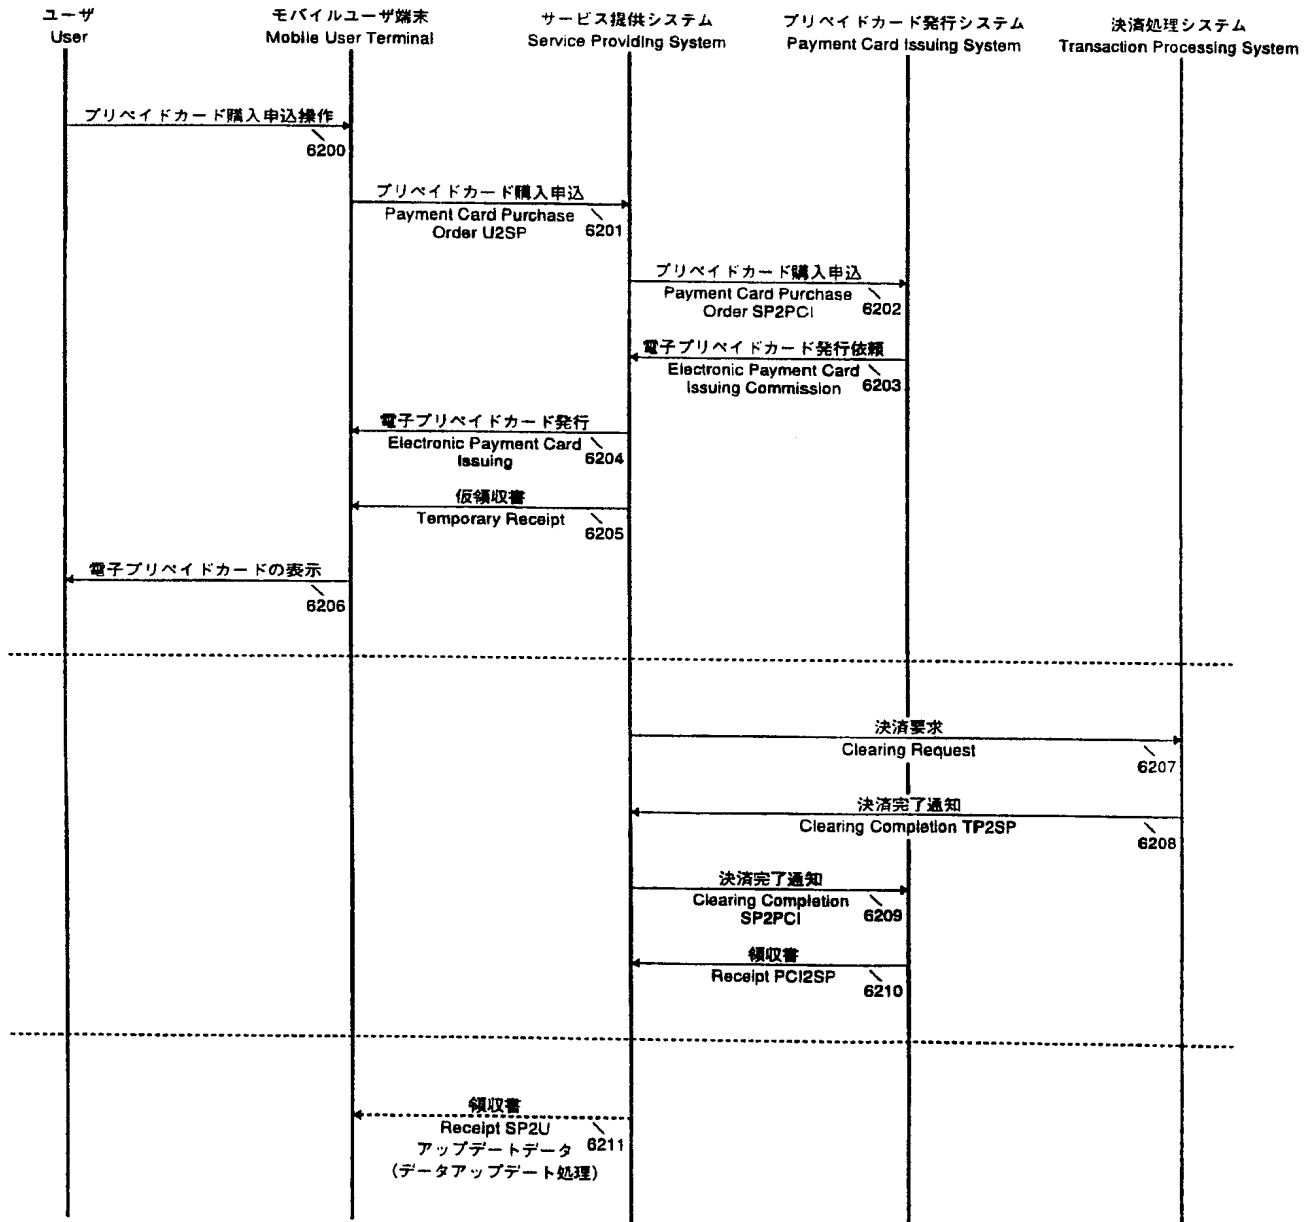 ユーザ
User
モバイルユーザ端末
Mobile User Terminal
サービス提供システム
Service Providing System
プリペイドカード発行システム
Payment Card Issuing System
決済処理システム
Transaction Processing System
プリペイドカード購入申込操作
6200
プリペイドカード購入申込
Payment Card Purchase
Order U2SP
6201
プリペイドカード購入申込
Payment Card Purchase
Order SP2PCI
6202
電子プリペイドカード発行依頼
Electronic Payment Card
Issuing Commission
6203
電子プリペイドカード発行
Electronic Payment Card
Issuing
6204
仮領収書
Temporary Receipt
6205
電子プリペイドカードの表示
6206
決済要求
Clearing Request
6207
決済完了通知
Clearing Completion TP2SP
6208
決済完了通知
Clearing Completion
SP2PCI
6209
領収書
Receipt PCI2SP
6210
領収書
Receipt SP2U
6211
アップデートデータ
（データアップデート処理）